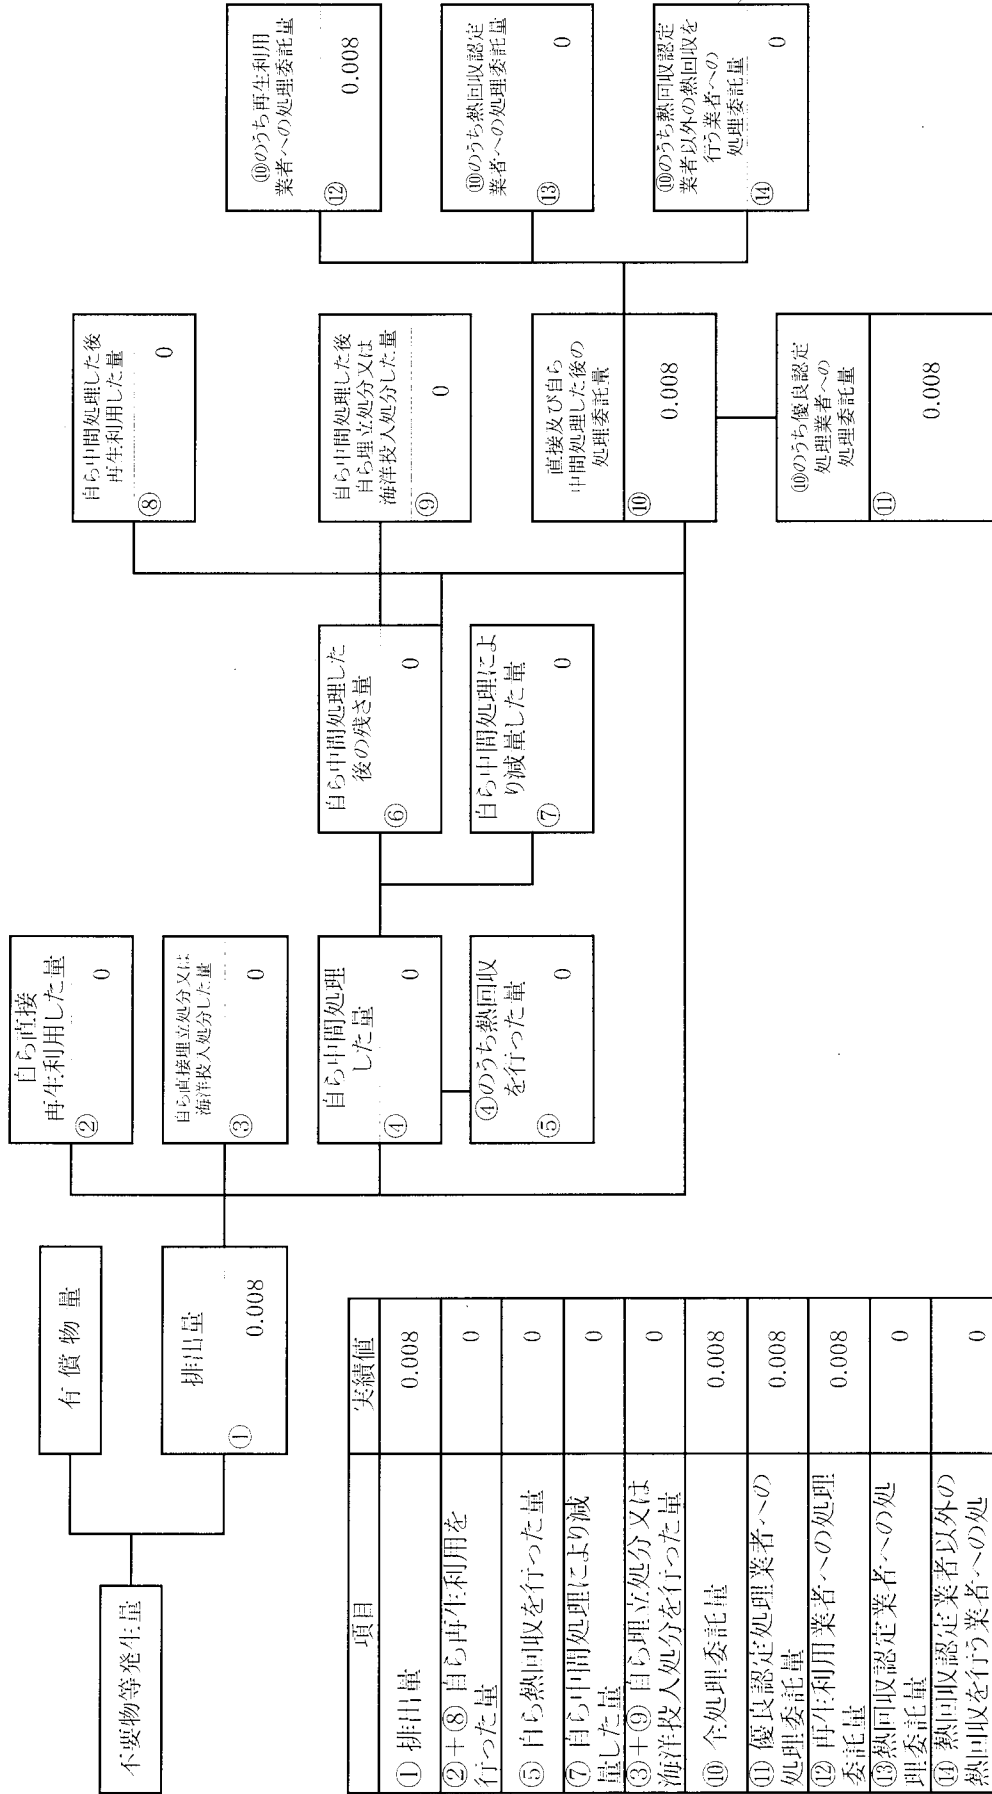 不要物等発生量
有償物量
排出量
①
0.008
自ら直接
再生利用した量
②
0
自ら直接埋立処分又は
海洋投入処分した量
③
0
自ら中間処理
した量
④
0
④のうち熱回収
を行った量
⑤
0
自ら中間処理した
後の残さ量
⑥
0
自ら中間処理によ
り減量した量
⑦
0
自ら中間処理した後
再生利用した量
⑧
0
自ら中間処理した後
自ら埋立処分又は
海洋投入処分した量
⑨
0
直接及び自ら
中間処理した後の
処理委託量
⑩
0.008
⑩のうち優良認定
処理業者への
処理委託量
⑪
0.008
⑩のうち再生利用
業者への処理委託量
⑫
0.008
⑩のうち熱回収認定
業者への処理委託量
⑬
0
⑩のうち熱回収認定
業者以外の熱回収を
行う業者への
処理委託量
⑭
0
項目 実績値
①排出量 0.008
②+⑧ 自ら再生利用を
行った量 0
⑤ 自ら熱回収を行った量 0
⑦ 自ら中間処理により減
量した量 0
③+⑨ 自ら埋立処分又は
海洋投入処分を行った量 0
⑩ 全処理委託量 0.008
⑪ 優良認定処理業者への
処理委託量 0.008
⑫ 再生利用業者への処理
委託量 0.008
⑬熱回収認定業者への処
理委託量 0
⑭ 熱回収認定業者以外の
熱回収を行う業者への処 0